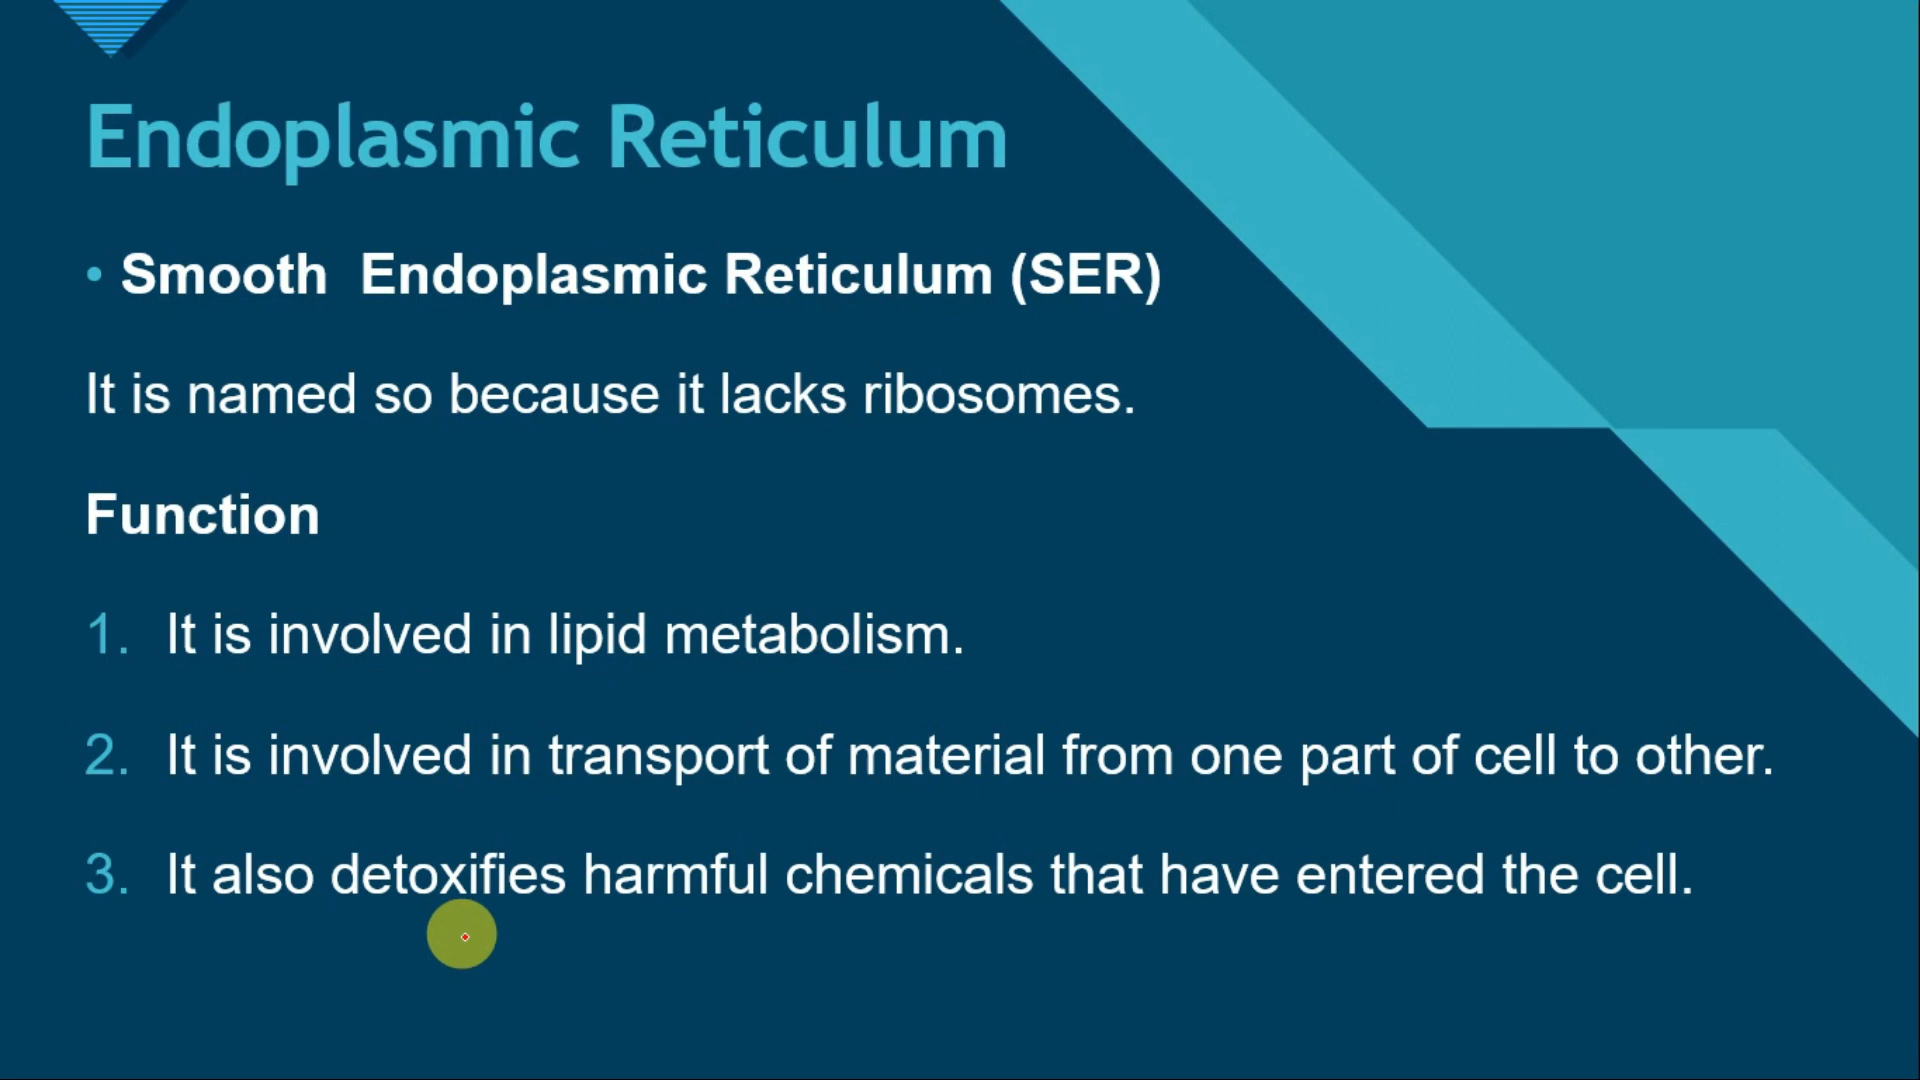 Endoplasmic Reticulum
• Smooth  Endoplasmic Reticulum (SER)
It is named so because it lacks ribosomes.
Function
1. It is involved in lipid metabolism.
2. It is involved in transport of material from one part of cell to other.
3. It also detoxifies harmful chemicals that have entered the cell.